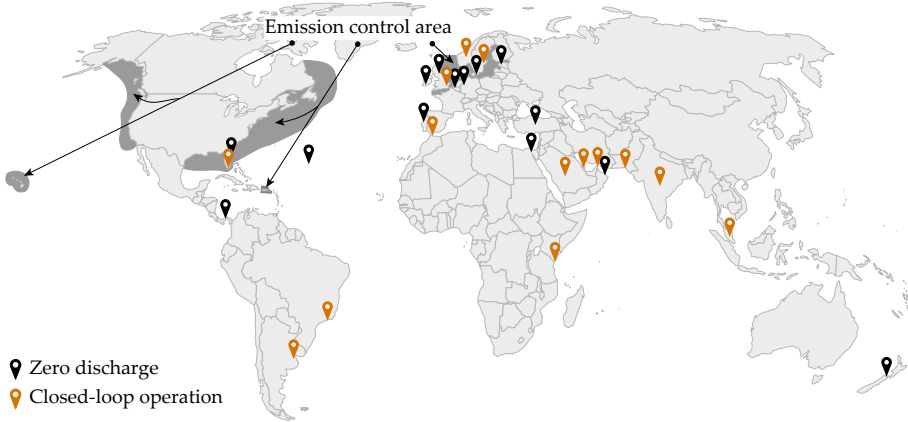 Emission control area
Zero discharge
Closed-loop operation